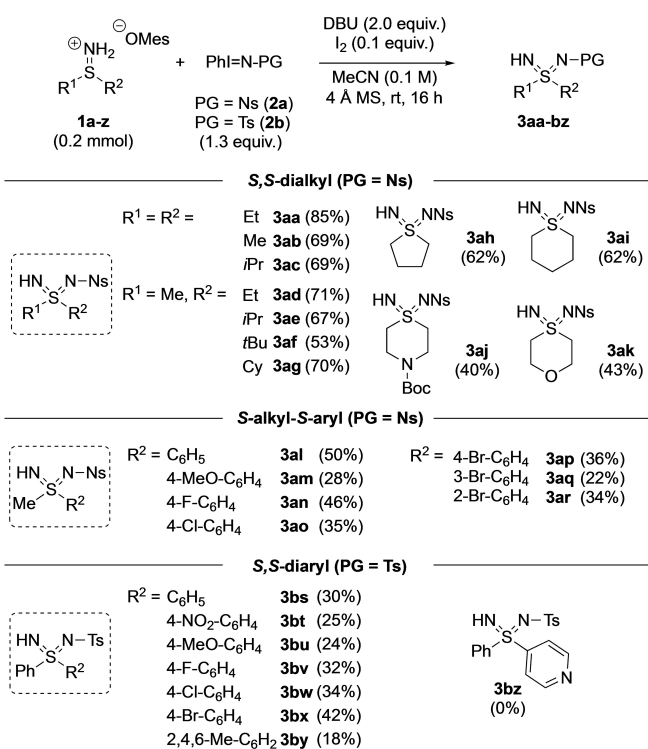 ⊕ NH2 ⊖ OMes
S
R1 R2
1a-z
(0.2 mmol)
+
PhI=N-PG
PG = Ns (2a)
PG = Ts (2b)
(1.3 equiv.)
DBU (2.0 equiv.)
I2 (0.1 equiv.)
MeCN (0.1 M)
4 Å MS, rt, 16 h
HN N-PG
S
R1 R2
3aa-bz
S,S-dialkyl (PG = Ns)
HN N-Ns
S
R1 R2
R1 = R2 =
Et 3aa (85%)
Me 3ab (69%)
iPr 3ac (69%)
R1 = Me, R2 =
Et 3ad (71%)
iPr 3ae (67%)
tBu 3af (53%)
Cy 3ag (70%)
HN NNs
S
3ah
(62%)
HN NNs
S
3ai
(62%)
HN NNs
S
N
Boc
3aj
(40%)
HN NNs
S
O
3ak
(43%)
S-alkyl-S-aryl (PG = Ns)
HN N-Ns
S
Me R2
R2 = C6H5 3al (50%)
4-MeO-C6H4 3am (28%)
4-F-C6H4 3an (46%)
4-Cl-C6H4 3ao (35%)
R2 = 4-Br-C6H4 3ap (36%)
3-Br-C6H4 3aq (22%)
2-Br-C6H4 3ar (34%)
S,S-diaryl (PG = Ts)
HN N-Ts
S
Ph R2
R2 = C6H5 3bs (30%)
4-NO2-C6H4 3bt (25%)
4-MeO-C6H4 3bu (24%)
4-F-C6H4 3bv (32%)
4-Cl-C6H4 3bw (34%)
4-Br-C6H4 3bx (42%)
2,4,6-Me-C6H2 3by (18%)
HN N-Ts
S
Ph
N
3bz
(0%)